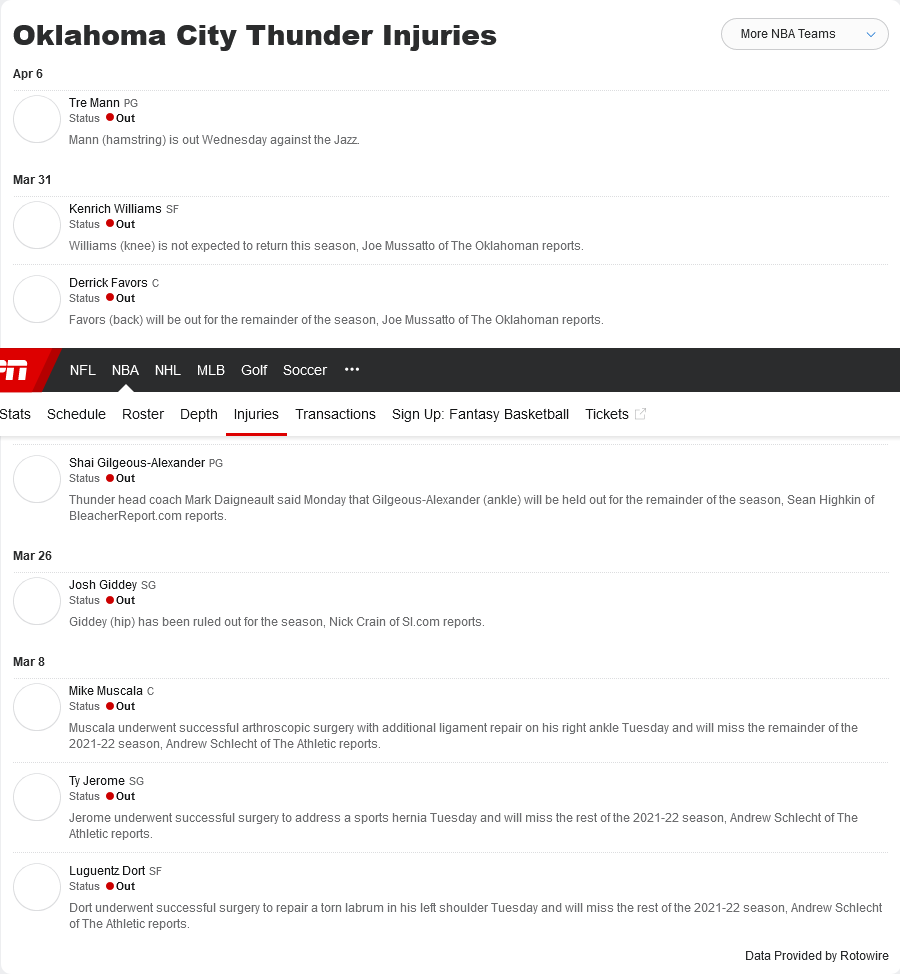 Oklahoma City Thunder Injuries
More NBA Teams
Apr 6
Tre Mann PG
Status Out
Mann (hamstring) is out Wednesday against the Jazz.
Mar 31
Kenrich Williams SF
Status Out
Williams (knee) is not expected to return this season, Joe Mussatto of The Oklahoman reports.
Derrick Favors C
Status Out
Favors (back) will be out for the remainder of the season, Joe Mussatto of The Oklahoman reports.
NFL NBA NHL MLB Golf Soccer •••
Stats Schedule Roster Depth Injuries Transactions Sign Up: Fantasy Basketball Tickets
Shai Gilgeous-Alexander PG
Status Out
Thunder head coach Mark Daigneault said Monday that Gilgeous-Alexander (ankle) will be held out for the remainder of the season, Sean Highkin of
BleacherReport.com reports.
Mar 26
Josh Giddey SG
Status Out
Giddey (hip) has been ruled out for the season, Nick Crain of SI.com reports.
Mar 8
Mike Muscala C
Status Out
Muscala underwent successful arthroscopic surgery with additional ligament repair on his right ankle Tuesday and will miss the remainder of the
2021-22 season, Andrew Schlecht of The Athletic reports.
Ty Jerome SG
Status Out
Jerome underwent successful surgery to address a sports hernia Tuesday and will miss the rest of the 2021-22 season, Andrew Schlecht of The
Athletic reports.
Luguentz Dort SF
Status Out
Dort underwent successful surgery to repair a torn labrum in his left shoulder Tuesday and will miss the rest of the 2021-22 season, Andrew Schlecht
of The Athletic reports.
Data Provided by Rotowire